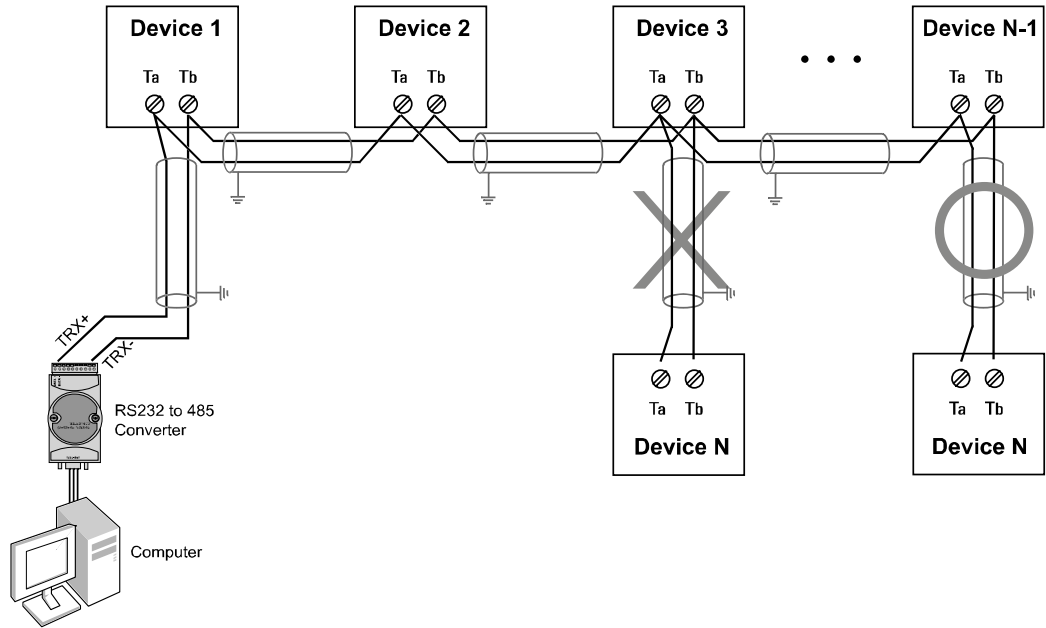 Device 1
Device 2
Device 3
Device N-1
Ta Tb
Ta Tb
Ta Tb
Ta Tb
TRX+
TRX-
RS232 to 485
Converter
Ta Tb
Device N
Ta Tb
Device N
Computer